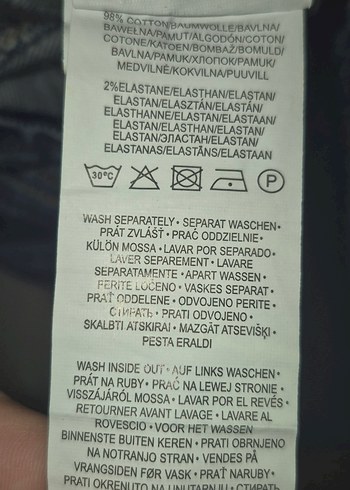 98% COTTON/BAUMWOLLE/BAVLNA/
BAWEŁNA/PAMUT/ALGODÓN/COTON/
COTONE/KATOEN/BOMBAŽ/BOMULD/
BAVLNA/PAMUK/ХЛОПОК/PAMUK/
MEDVILNĖ/KOKVILNA/PUUVILL
2%ELASTANE/ELASTHAN/ELASTAN/
ELASTAN/ELASZTÁN/ELASTÁN/
ELASTHANNE/ELASTAN/ELASTAAN/
ELASTAN/ELASTHAN/ELASTAN/
ELASTAN/ЭЛАСТАН/ELASTAN/
ELASTANAS/ELASTĀNS/ELASTAAN
30°C P
WASH SEPARATELY• SEPARAT WASCHEN•
PRÁT ZVLÁŠŤ• PRAĆ ODDZIELNIE•
KÜLÖN MOSSA• LAVAR POR SEPARADO•
LAVER SEPAREMENT• LAVARE
SEPARATAMENTE• APART WASSEN•
PERITE LOČENO• VASKES SEPARAT•
PRAŤ ODDELENE• ODVOJENO PERITE•
СТИРАТЬ• PRATI ODVOJENO•
SKALBTI ATSKIRAI• MAZGĀT ATSEVIŠĶI•
PESTA ERALDI
WASH INSIDE OUT• AUF LINKS WASCHEN•
PRÁT NA RUBY• PRAĆ NA LEWEJ STRONIE•
VISSZÁJÁRÓL MOSSA• LAVAR POR EL REVÉS•
RETOURNER AVANT LAVAGE• LAVARE AL
ROVESCIO• VOOR HET WASSEN
BINNENSTE BUITEN KEREN• PRATI OBRNJENO
NA NOTRANJO STRAN• VENDES PÅ
VRANGSIDEN FØR VASK• PRAŤ NARUBY•
PRATI OKRENUTO NA UNUTARNJU• СТИРАТЬ